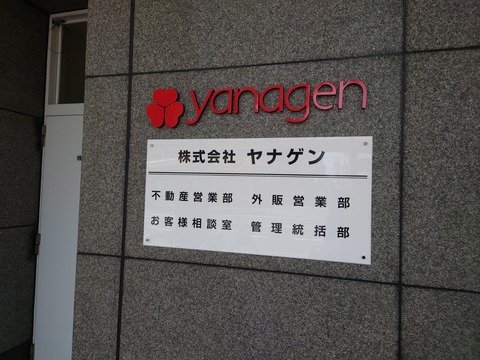 yanagen
株式会社 ヤナゲン
不動産営業部 外販営業部
お客様相談室 管理統括部